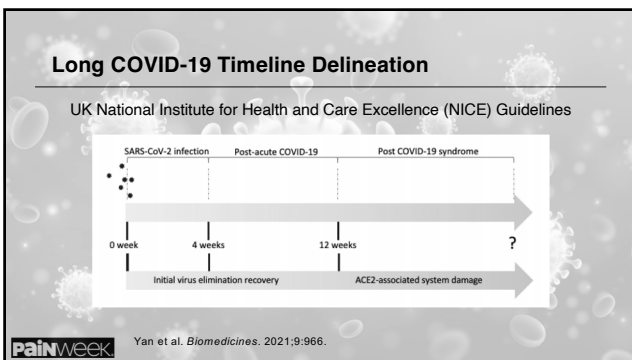 Long COVID-19 Timeline Delineation
UK National Institute for Health and Care Excellence (NICE) Guidelines
SARS-CoV-2 infection Post-acute COVID-19 Post COVID-19 syndrome
0 week 4 weeks 12 weeks ?
Initial virus elimination recovery ACE2-associated system damage
PaiNWeeK. Yan et al. Biomedicines. 2021;9:966.